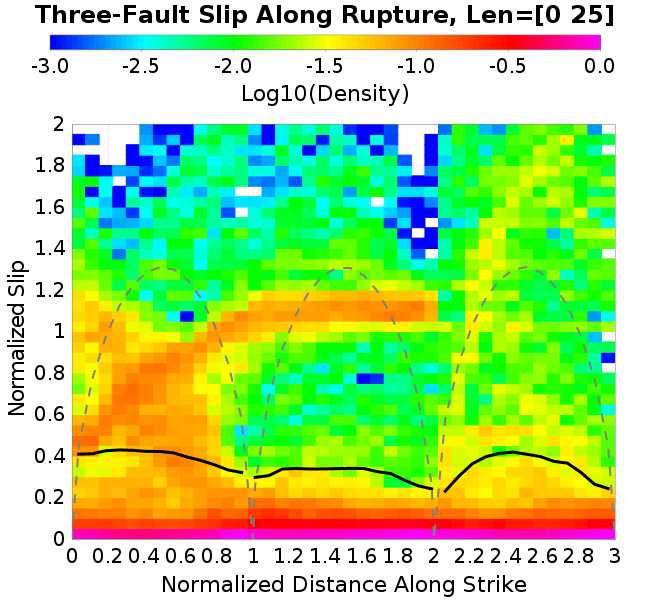 Three-Fault Slip Along Rupture, Len=[0 25]
-3.0 -2.5 -2.0 -1.5 -1.0 -0.5 0.0
Log10(Density)
2
1.8
1.6
1.4
1.2
1
0.8
0.6
0.4
0.2
0
Normalized Slip
0 0.2 0.4 0.6 0.8 1 1.2 1.4 1.6 1.8 2 2.2 2.4 2.6 2.8 3
Normalized Distance Along Strike